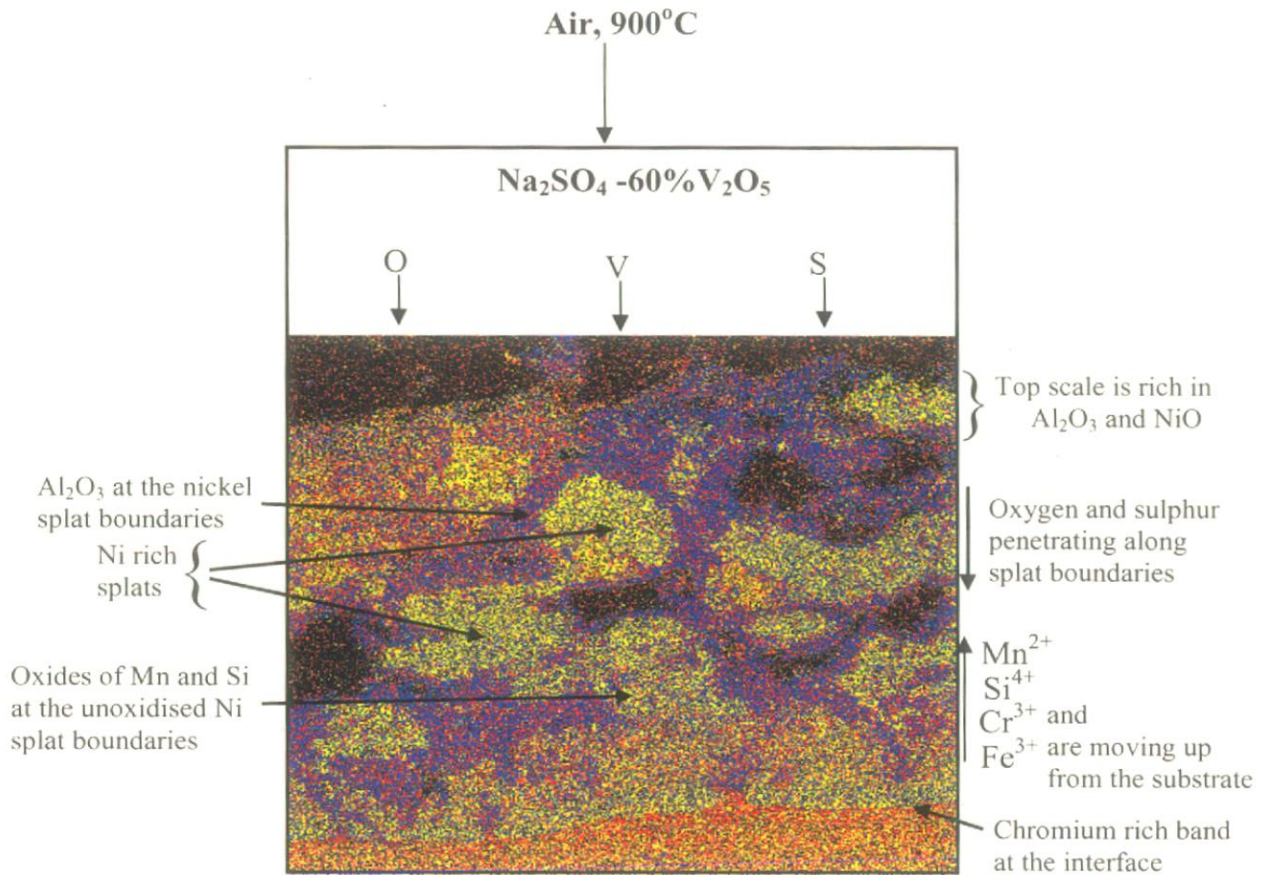 Air, 900°C
Na₂SO₄ -60%V₂O₅
O V S
Top scale is rich in
Al₂O₃ and NiO
Al₂O₃ at the nickel
splat boundaries
Ni rich
splats
Oxides of Mn and Si
at the unoxidised Ni
splat boundaries
Oxygen and sulphur
penetrating along
splat boundaries
Mn²⁺
Si⁴⁺
Cr³⁺ and
Fe³⁺ are moving up
from the substrate
Chromium rich band
at the interface